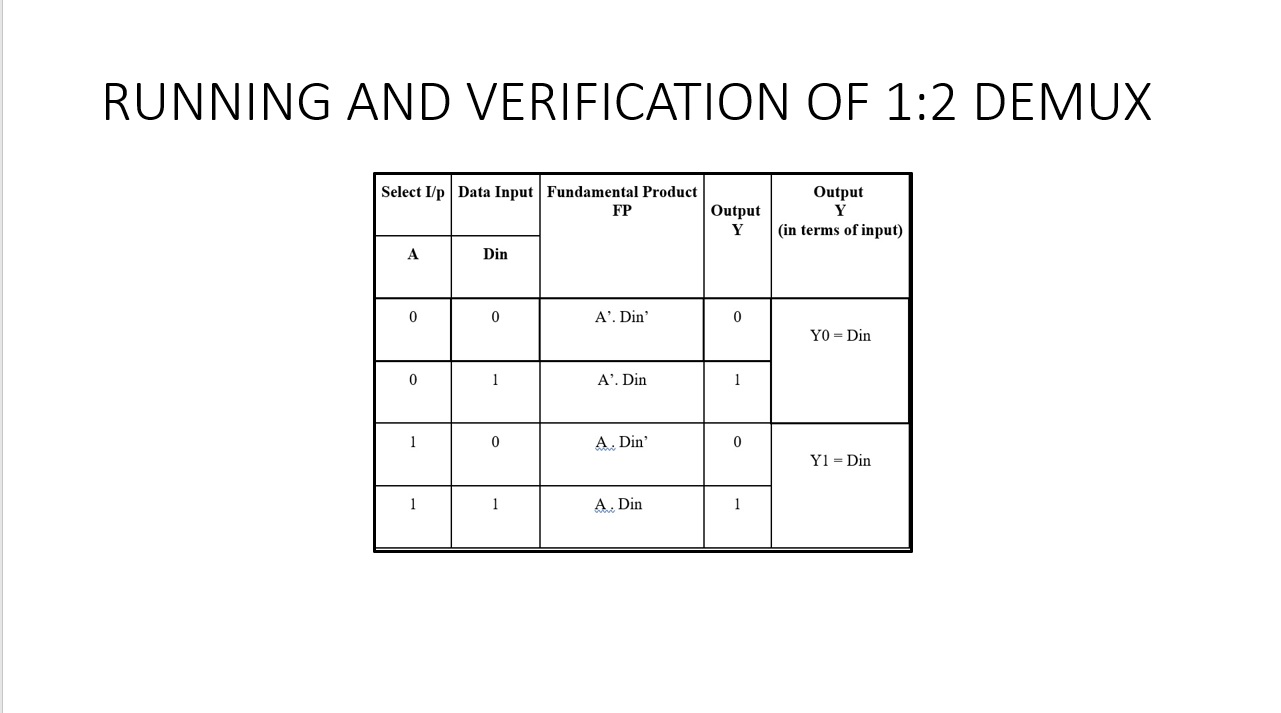 RUNNING AND VERIFICATION OF 1:2 DEMUX
Select I/p Data Input Fundamental Product FP Output Y Output Y (in terms of input)
A Din
0 0 A’. Din’ 0 Y0 = Din
0 1 A’. Din 1
1 0 A . Din’ 0 Y1 = Din
1 1 A . Din 1